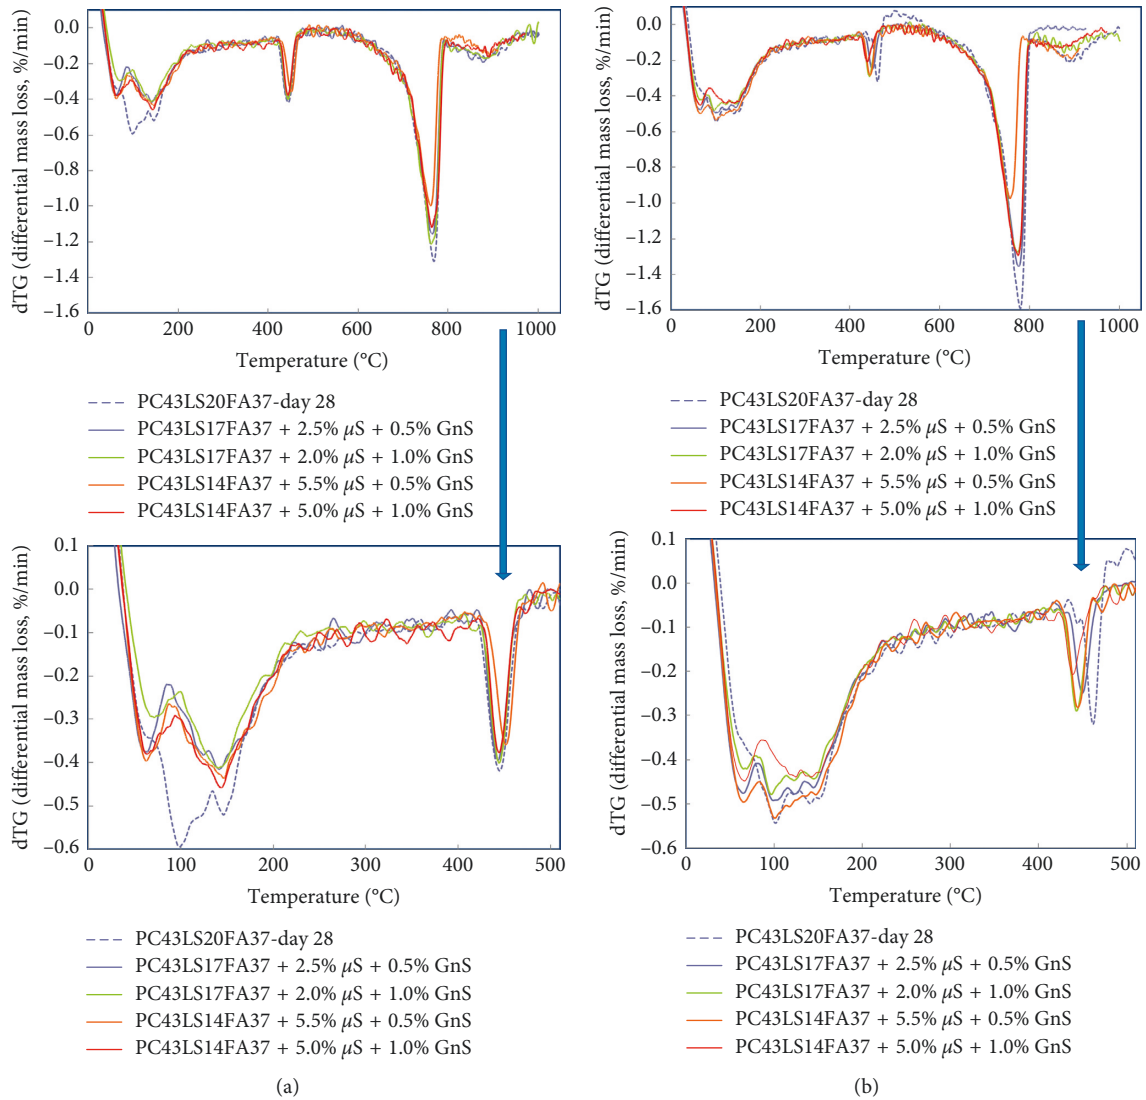 dTG (differential mass loss, %/min)
0.0
−0.2
−0.4
−0.6
−0.8
−1.0
−1.2
−1.4
−1.6
0 200 400 600 800 1000
Temperature (°C)
PC43LS20FA37-day 28
PC43LS17FA37 + 2.5% μS + 0.5% GnS
PC43LS17FA37 + 2.0% μS + 1.0% GnS
PC43LS14FA37 + 5.5% μS + 0.5% GnS
PC43LS14FA37 + 5.0% μS + 1.0% GnS
dTG (differential mass loss, %/min)
0.1
0.0
−0.1
−0.2
−0.3
−0.4
−0.5
−0.6
0 100 200 300 400 500
Temperature (°C)
PC43LS20FA37-day 28
PC43LS17FA37 + 2.5% μS + 0.5% GnS
PC43LS17FA37 + 2.0% μS + 1.0% GnS
PC43LS14FA37 + 5.5% μS + 0.5% GnS
PC43LS14FA37 + 5.0% μS + 1.0% GnS
(a)
dTG (differential mass loss, %/min)
0.0
−0.2
−0.4
−0.6
−0.8
−1.0
−1.2
−1.4
−1.6
0 200 400 600 800 1000
Temperature (°C)
PC43LS20FA37-day 28
PC43LS17FA37 + 2.5% μS + 0.5% GnS
PC43LS17FA37 + 2.0% μS + 1.0% GnS
PC43LS14FA37 + 5.5% μS + 0.5% GnS
PC43LS14FA37 + 5.0% μS + 1.0% GnS
dTG (differential mass loss, %/min)
0.1
0.0
−0.1
−0.2
−0.3
−0.4
−0.5
−0.6
0 100 200 300 400 500
Temperature (°C)
PC43LS20FA37-day 28
PC43LS17FA37 + 2.5% μS + 0.5% GnS
PC43LS17FA37 + 2.0% μS + 1.0% GnS
PC43LS14FA37 + 5.5% μS + 0.5% GnS
PC43LS14FA37 + 5.0% μS + 1.0% GnS
(b)